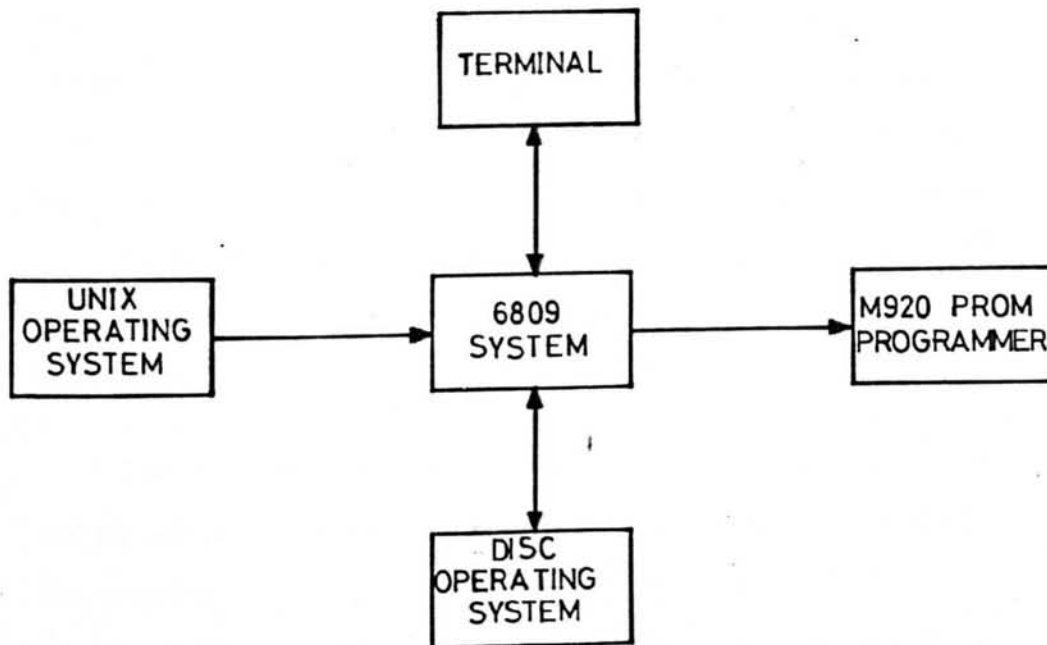 TERMINAL
UNIX
OPERATING
SYSTEM
6809
SYSTEM
M920 PROM
PROGRAMMER
DISC
OPERATING
SYSTEM